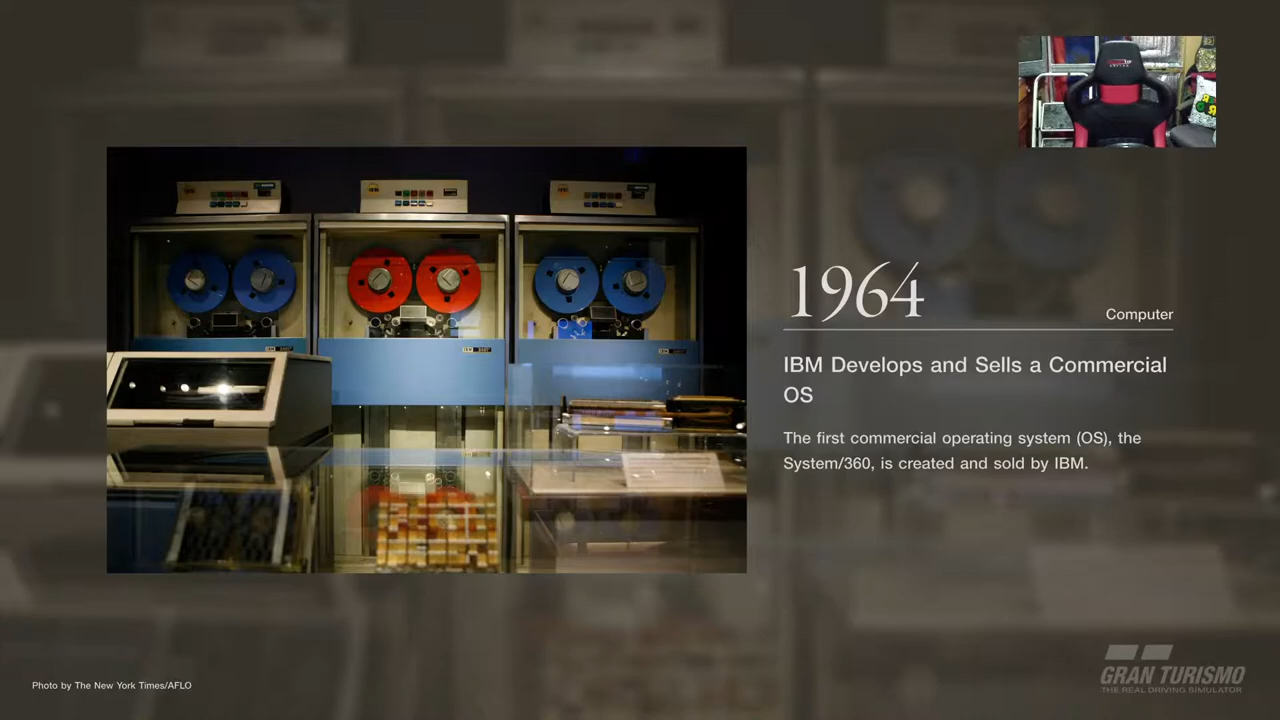 1964
Computer
IBM Develops and Sells a Commercial
OS
The first commercial operating system (OS), the
System/360, is created and sold by IBM.
Photo by The New York Times/AFLO
GRAN TURISMO
THE REAL DRIVING SIMULATOR